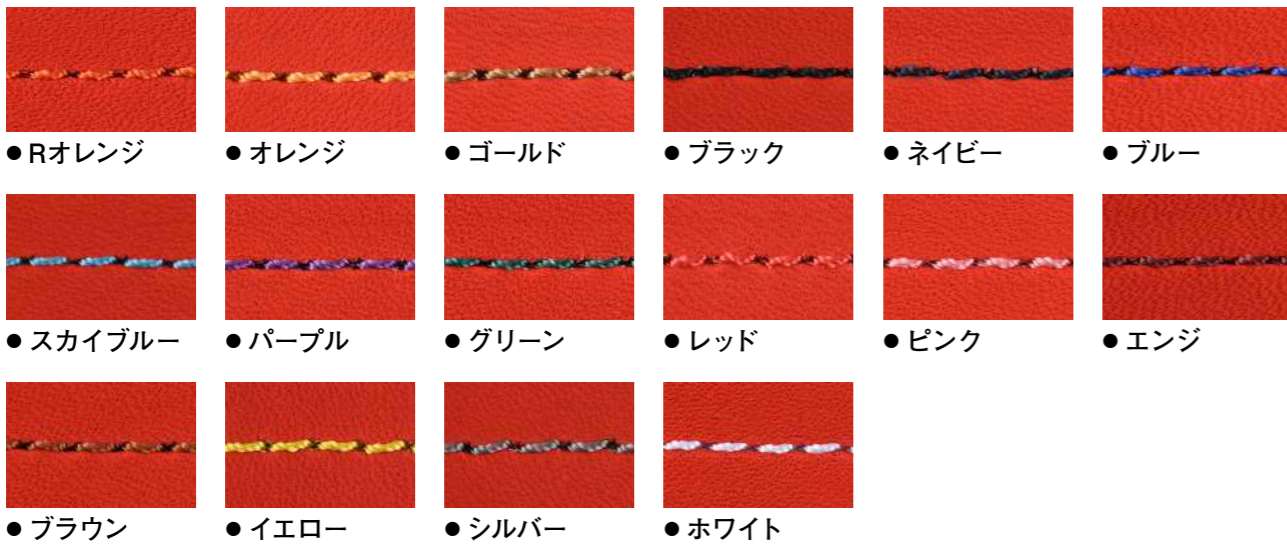 ● Rオレンジ
● オレンジ
● ゴールド
● ブラック
● ネイビー
● ブルー
● スカイブルー
● パープル
● グリーン
● レッド
● ピンク
● エンジ
● ブラウン
● イエロー
● シルバー
● ホワイト